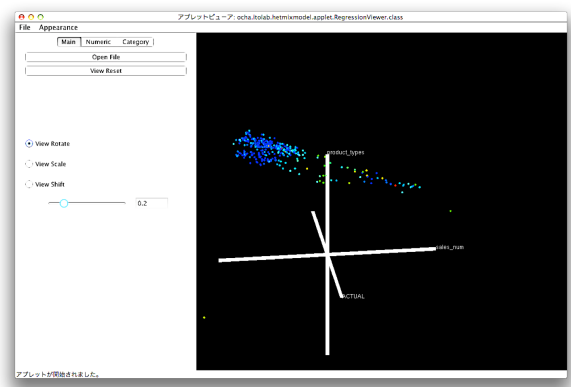 アプレットビューア: ocha.itolab.hetmixmodel.applet.RegressionViewer.class
File Appearance
Main Numeric Category
Open File
View Reset
View Rotate
View Scale
View Shift
0.2
product_types
sales_num
ACTUAL
アプレットが開始されました。